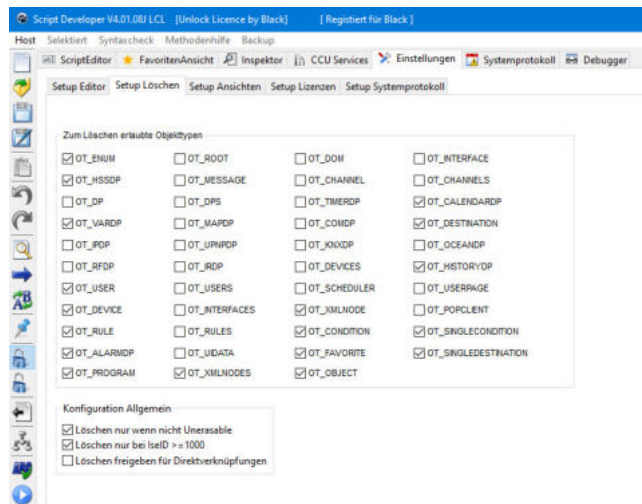 Script Developer V4.01.08J LCL [Unlock Licence by Black] [ Registiert für Black ]
Host Selektiert Syntaxcheck Methodenhilfe Backup
ScriptEditor FavoritenAnsicht Inspektor CCU Services Einstellungen Systemprotokoll Debugger
Setup Editor Setup Löschen Setup Ansichten Setup Lizenzen Setup Systemprotokoll
Zum Löschen erlaubte Objekttypen
OT_ENUM OT_ROOT OT_DOM OT_INTERFACE
OT_HSSDP OT_MESSAGE OT_CHANNEL OT_CHANNELS
OT_DP OT_DPS OT_TIMERDP OT_CALENDARDP
OT_VARDP OT_MAPDP OT_COMDP OT_DESTINATION
OT_IPDP OT_UPNPDP OT_KNXDP OT_OCEANDP
OT_RFDP OT_IRDP OT_DEVICES OT_HISTORYDP
OT_USER OT_USERS OT_SCHEDULER OT_USERPAGE
OT_DEVICE OT_INTERFACES OT_XMLNODE OT_POPCLIENT
OT_RULE OT_RULES OT_CONDITION OT_SINGLECONDITION
OT_ALARMDP OT_UIDATA OT_FAVORITE OT_SINGLEDESTINATION
OT_PROGRAM OT_XMLNODES OT_OBJECT
Konfiguration Allgemein
Löschen nur wenn nicht Unerasable
Löschen nur bei IseID >=1000
Löschen freigeben für Direktverknüpfungen